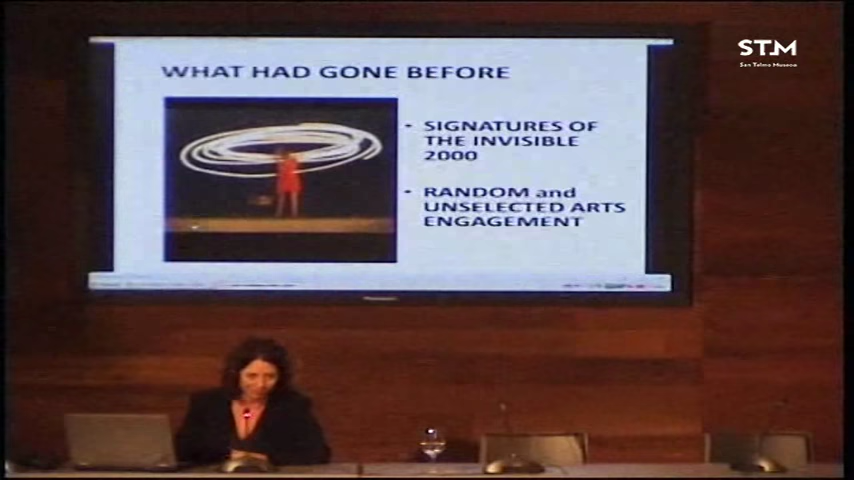 WHAT HAD GONE BEFORE
STM
San Telmo Museoa
• SIGNATURES OF
THE INVISIBLE
2000
• RANDOM and
UNSELECTED ARTS
ENGAGEMENT